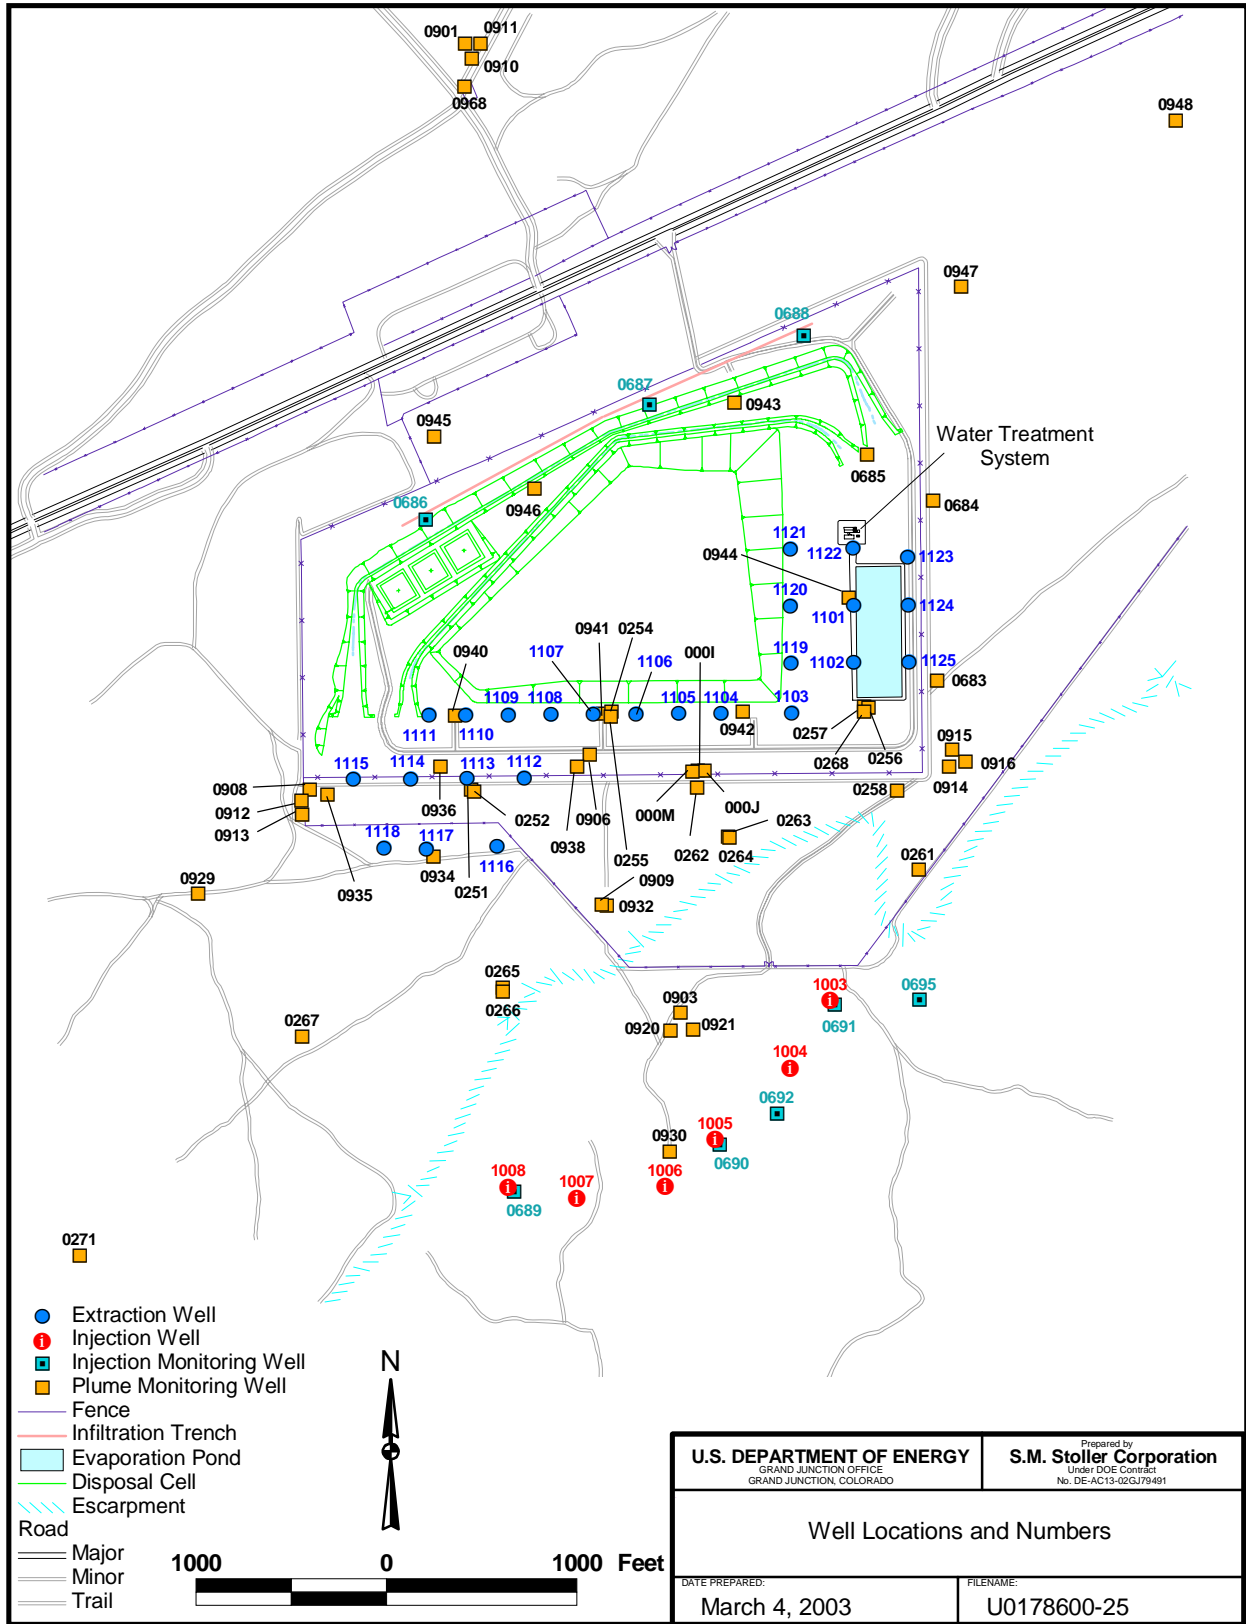 0901
0911
0910
0968
0948
0947
0688
0687
0943
0945
Water Treatment
System
0685
0686
0946
0684
1121
1122
1123
0944
1120
1101
1124
0941
0254
1107
000I
1119
1102
1125
0940
1106
0683
1109
1108
1105
1104
1103
1111
1110
0942
0257
0256
0268
0915
0916
0914
1115
1114
1113
1112
0908
0936
0252
0906
000M
000J
0258
0912
0913
0938
0263
1118
1117
1116
0255
0262
0264
0934
0261
0929
0935
0251
0909
0932
0265
0266
1003
0695
0903
0691
0267
0920
0921
1004
0692
1005
0930
0690
1008
1007
1006
0689
0271
Extraction Well
Injection Well
Injection Monitoring Well
Plume Monitoring Well
Fence
Infiltration Trench
Evaporation Pond
Disposal Cell
Escarpment
Road
Major
Minor
Trail
N
1000 0 1000 Feet
U.S. DEPARTMENT OF ENERGY
GRAND JUNCTION OFFICE
GRAND JUNCTION, COLORADO
Prepared by
S.M. Stoller Corporation
Under DOE Contract
No. DE-AC13-02GJ79491
Well Locations and Numbers
DATE PREPARED:
March 4, 2003
FILENAME:
U0178600-25